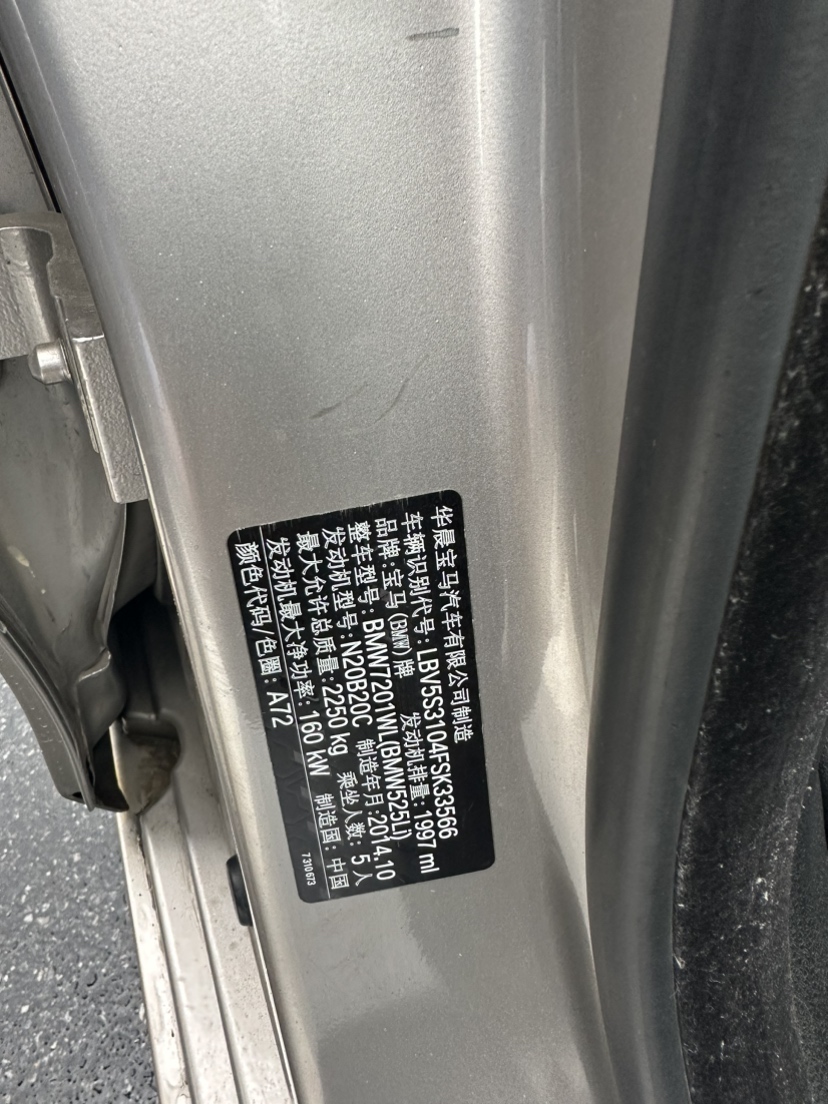 华晨宝马汽车有限公司制造
车辆识别代号: LBV5S3104FSK33566
品牌:宝马(BMW)牌 发动机排量: 1997 ml
整车型号: BMW7201WL(BMW525Li)
发动机型号: N20B20C 制造年月:2014.10
最大允许总质量: 2250 kg 乘坐人数: 5人
发动机最大净功率: 160 kW 制造国: 中国
颜色代码/色圈: A72
7310673